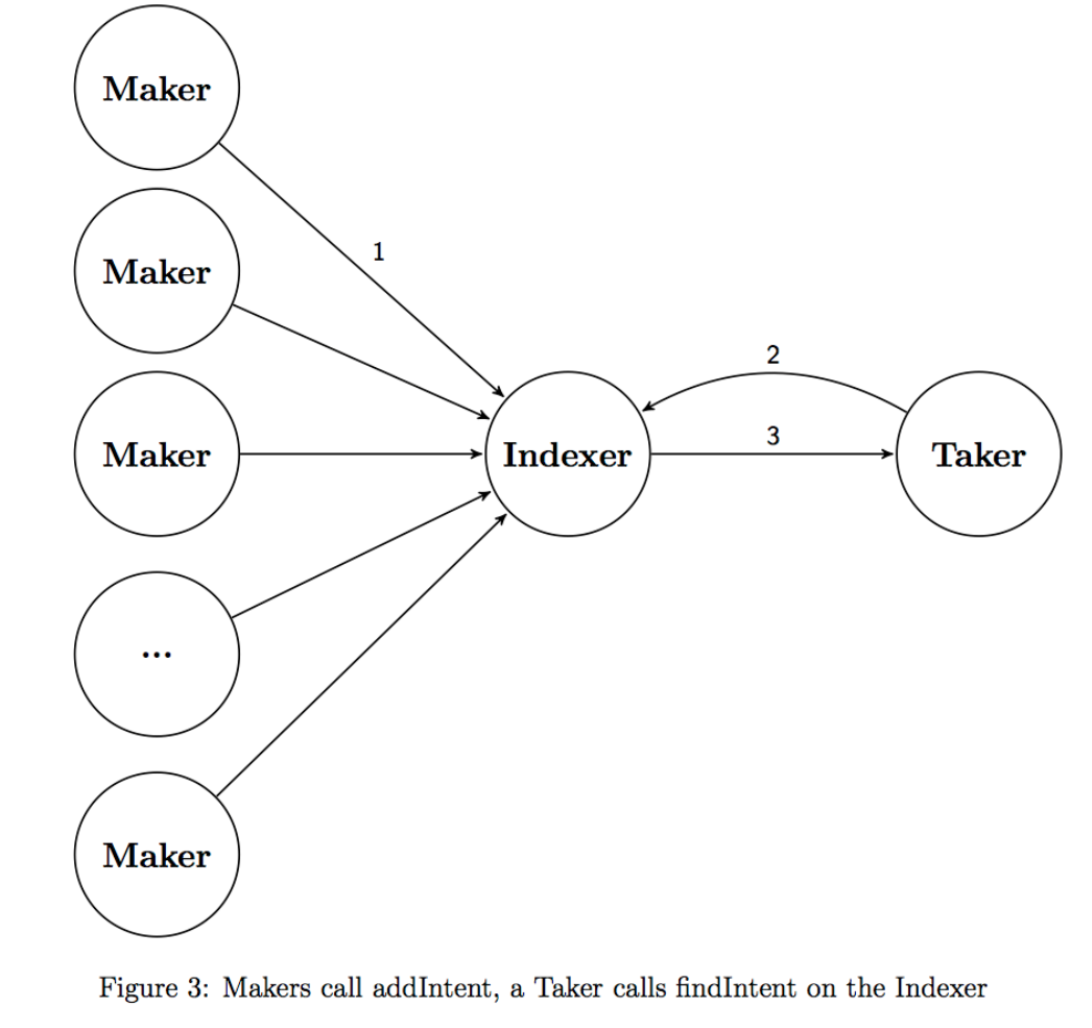 Maker
1
Maker
2
3
Maker
Indexer
Taker
...
Maker
Figure 3: Makers call addIntent, a Taker calls findIntent on the Indexer